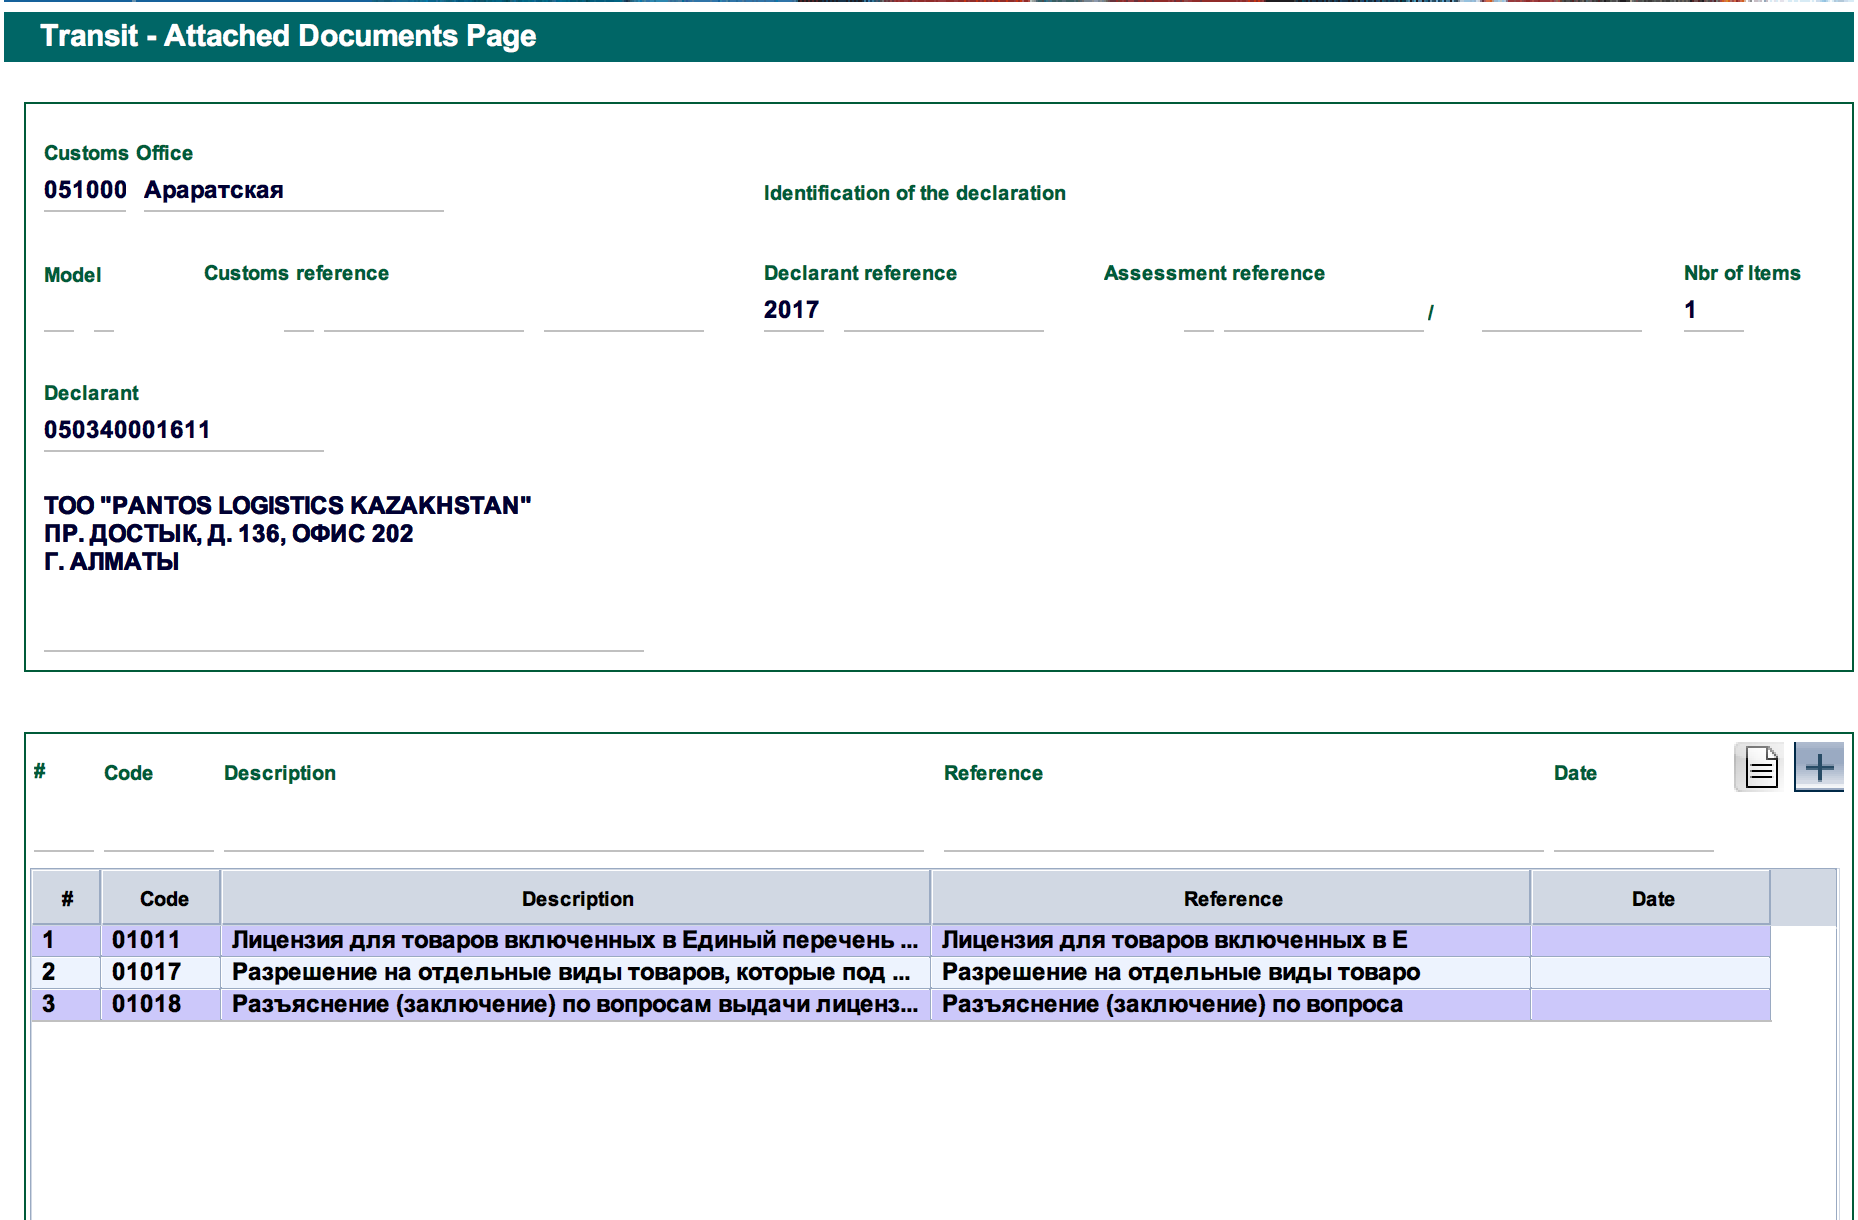 Transit - Attached Documents Page
Customs Office
051000 Араратская
Identification of the declaration
Model Customs reference Declarant reference Assessment reference Nbr of Items
2017 / 1
Declarant
050340001611
ТОО "PANTOS LOGISTICS KAZAKHSTAN"
ПР. ДОСТЫК, Д. 136, ОФИС 202
Г. АЛМАТЫ
# Code Description Reference Date
# Code Description Reference Date
1 01011 Лицензия для товаров включенных в Единый перечень ... Лицензия для товаров включенных в Е
2 01017 Разрешение на отдельные виды товаров, которые под ... Разрешение на отдельные виды товаро
3 01018 Разъяснение (заключение) по вопросам выдачи лиценз... Разъяснение (заключение) по вопроса